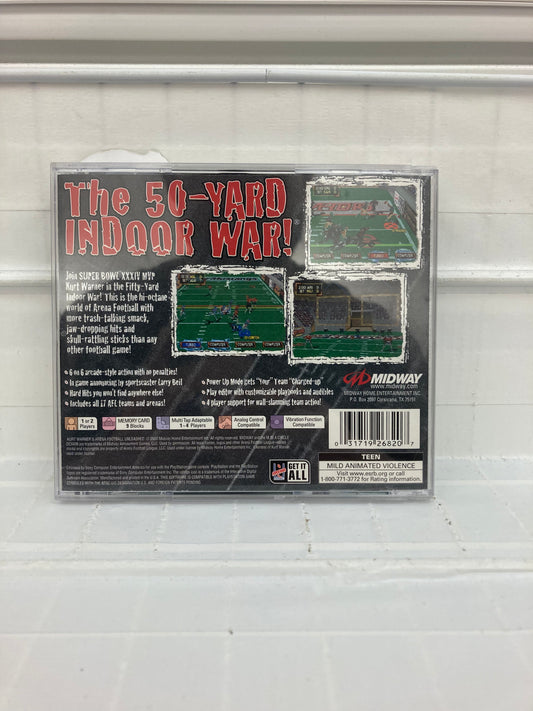 The 50-YARD
INDOOR WAR!
Join SUPER BOWL XXXIV MVP
Kurt Warner in the Fifty-Yard
Indoor War! This is the hi-octane
world of Arena Football with
more trash-talking smack,
jaw-dropping hits and
skull-rattling sticks than any
other football game!
• 6 on 6 arcade-style action with no penalties!
• In game announcing by sportscaster Larry Beil
• Hard hits you won't find anywhere else!
• Includes all 17 AFL teams and arenas!
• Power Up Mode gets "Your" Team "Charged-up"
• Play editor with customizable playbooks and audibles
• 4 player support for wall-slamming team action!
MIDWAY
www.midway.com
MIDWAY HOME ENTERTAINMENT INC.
P.O. Box 2097 Corsicana, TX 75151
1 or 2
Players
MEMORY CARD
9 Blocks
Multi Tap Adaptable
1-4 Players
Analog Control
Compatible
Vibration Function
Compatible
0 31719 26820 7
GET IT
ALL
TEEN
MILD ANIMATED VIOLENCE
Visit www.esrb.org or call
1-800-771-3772 for Rating information.